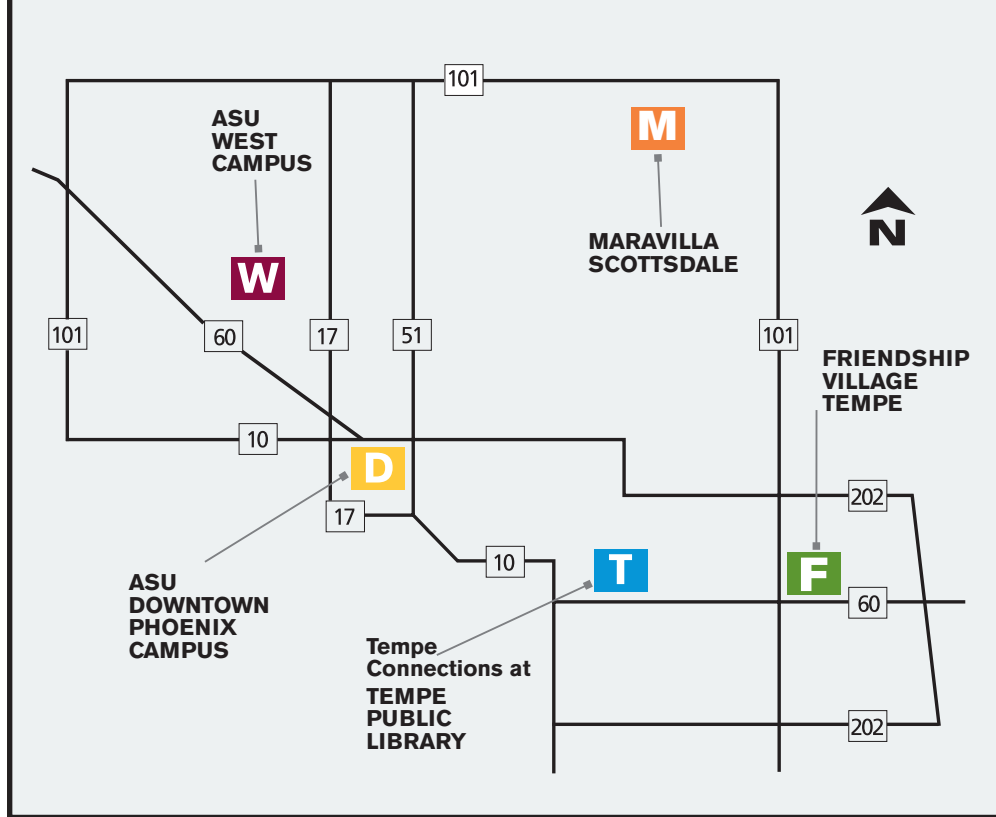 101
ASU
WEST
CAMPUS
M
W
MARAVILLA
SCOTTSDALE
N
101
60
17
51
101
FRIENDSHIP
VILLAGE
TEMPE
10
D
202
17
10
T
F
60
ASU
DOWNTOWN
PHOENIX
CAMPUS
Tempe
Connections at
TEMPE
PUBLIC
LIBRARY
202